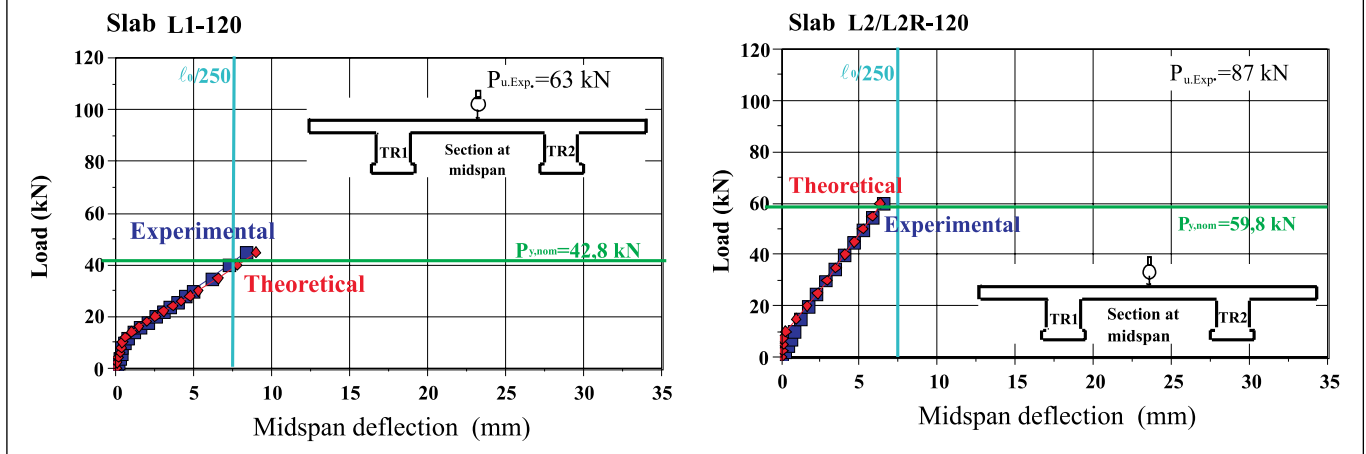 Slab L1-120
120
100
80
60
40
20
0
Load (kN)
ℓ₀/250
Pu.Exp.=63 kN
TR1
Section at
midspan
TR2
Experimental
Py,nom=42,8 kN
Theoretical
0 5 10 15 20 25 30 35
Midspan deflection (mm)
Slab L2/L2R-120
120
100
80
60
40
20
0
Load (kN)
ℓ₀/250
Pu.Exp.=87 kN
Theoretical
Experimental
Py,nom=59,8 kN
TR1
Section at
midspan
TR2
0 5 10 15 20 25 30 35
Midspan deflection (mm)